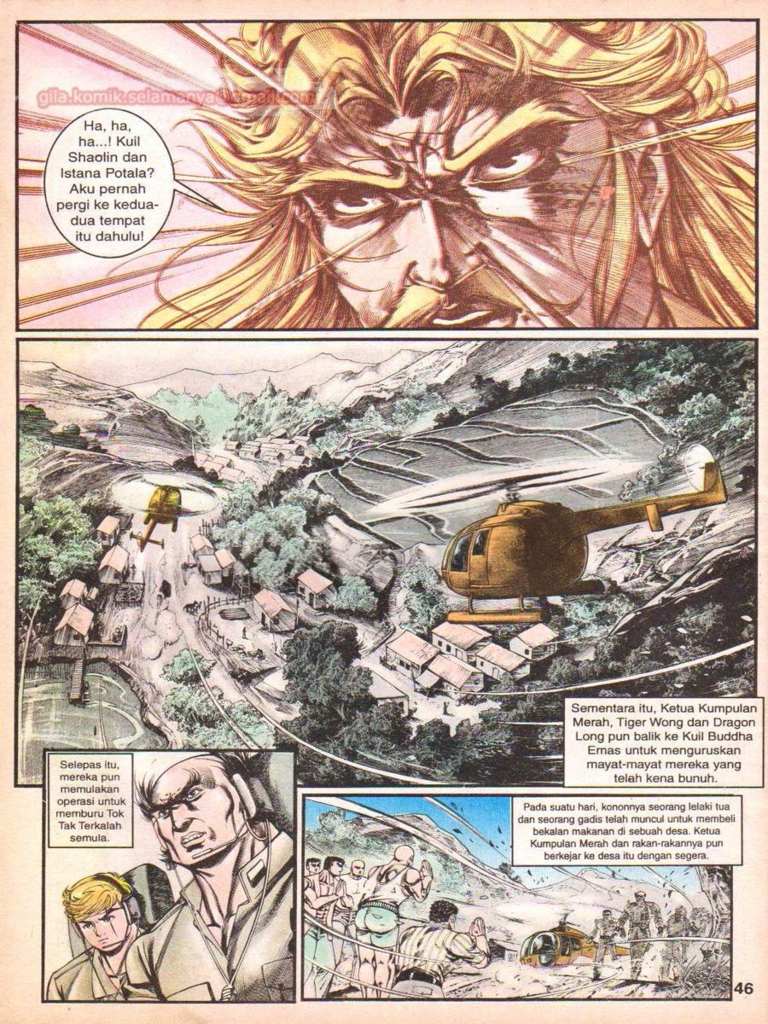 Ha, ha,
ha...! Kuil
Shaolin dan
Istana Potala?
Aku pernah
pergi ke kedua-
dua tempat
itu dahulu!
Sementara itu, Ketua Kumpulan
Merah, Tiger Wong dan Dragon
Long pun balik ke Kuil Buddha
Emas untuk menguruskan
mayat-mayat mereka yang
telah kena bunuh.
Selepas itu,
mereka pun
memulakan
operasi untuk
memburu Tok
Tak Terkalah
semula.
Pada suatu hari, kononnya seorang lelaki tua
dan seorang gadis telah muncul untuk membeli
bekalan makanan di sebuah desa. Ketua
Kumpulan Merah dan rakan-rakannya pun
berkejar ke desa itu dengan segera.
46